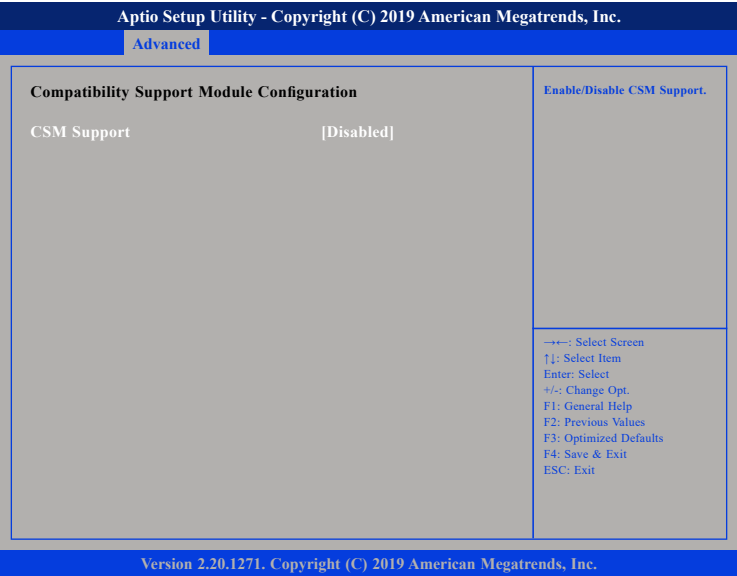 Aptio Setup Utility - Copyright (C) 2019 American Megatrends, Inc.
Advanced
Compatibility Support Module Configuration
CSM Support [Disabled]
Enable/Disable CSM Support.
→←: Select Screen
↑↓: Select Item
Enter: Select
+/-: Change Opt.
F1: General Help
F2: Previous Values
F3: Optimized Defaults
F4: Save & Exit
ESC: Exit
Version 2.20.1271. Copyright (C) 2019 American Megatrends, Inc.